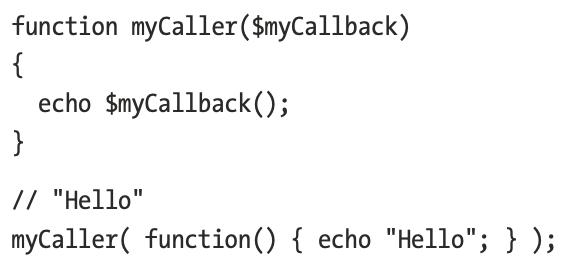 function myCaller($myCallback)
{
  echo $myCallback();
}
// "Hello"
myCaller( function() { echo "Hello"; } );